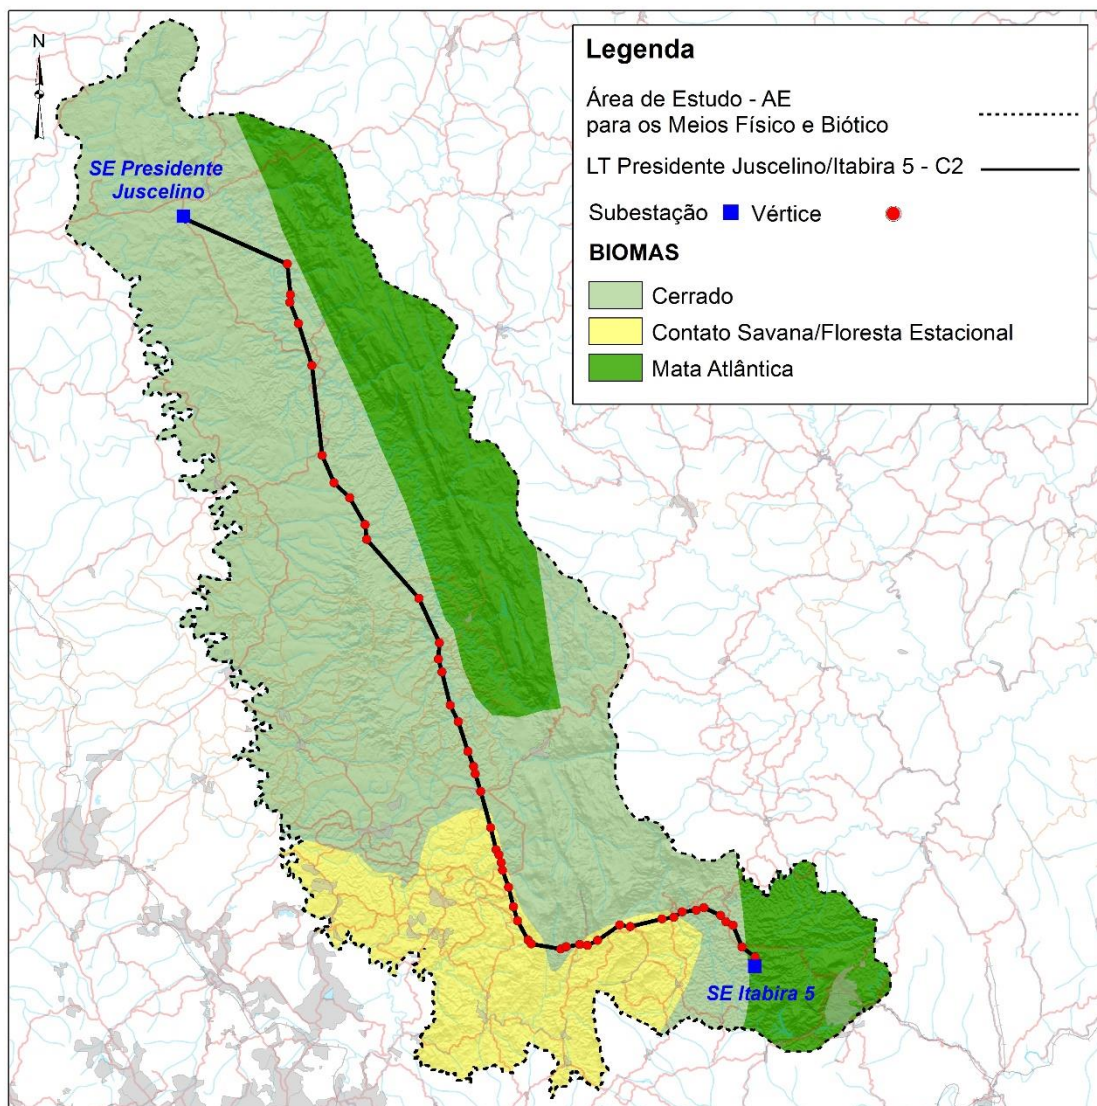 N
SE Presidente
Juscelino
Legenda
Área de Estudo - AE
para os Meios Físico e Biótico
LT Presidente Juscelino/Itabira 5 - C2
Subestação Vértice
BIOMAS
Cerrado
Contato Savana/Floresta Estacional
Mata Atlântica
SE Itabira 5